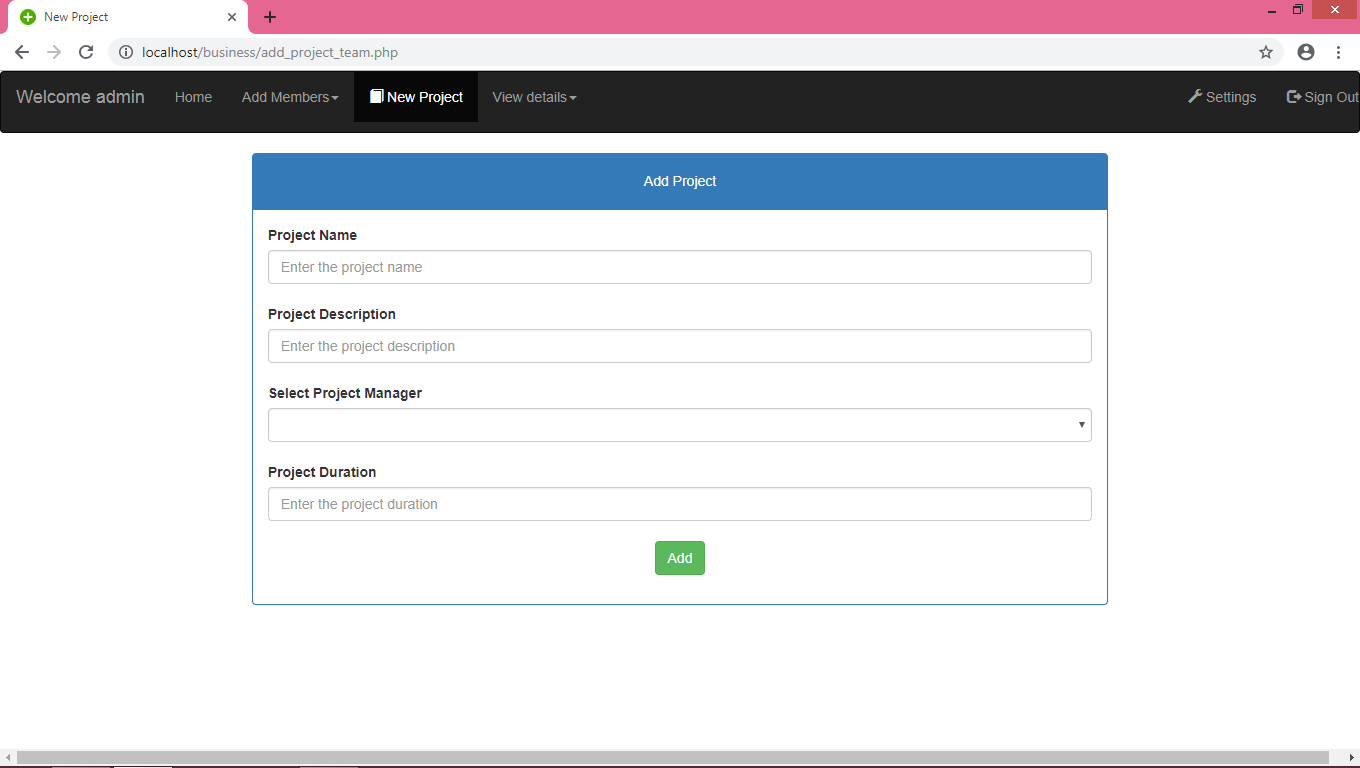 New Project
localhost/business/add_project_team.php
Welcome admin Home Add Members New Project View details Settings Sign Out
Add Project
Project Name
Enter the project name
Project Description
Enter the project description
Select Project Manager
Project Duration
Enter the project duration
Add